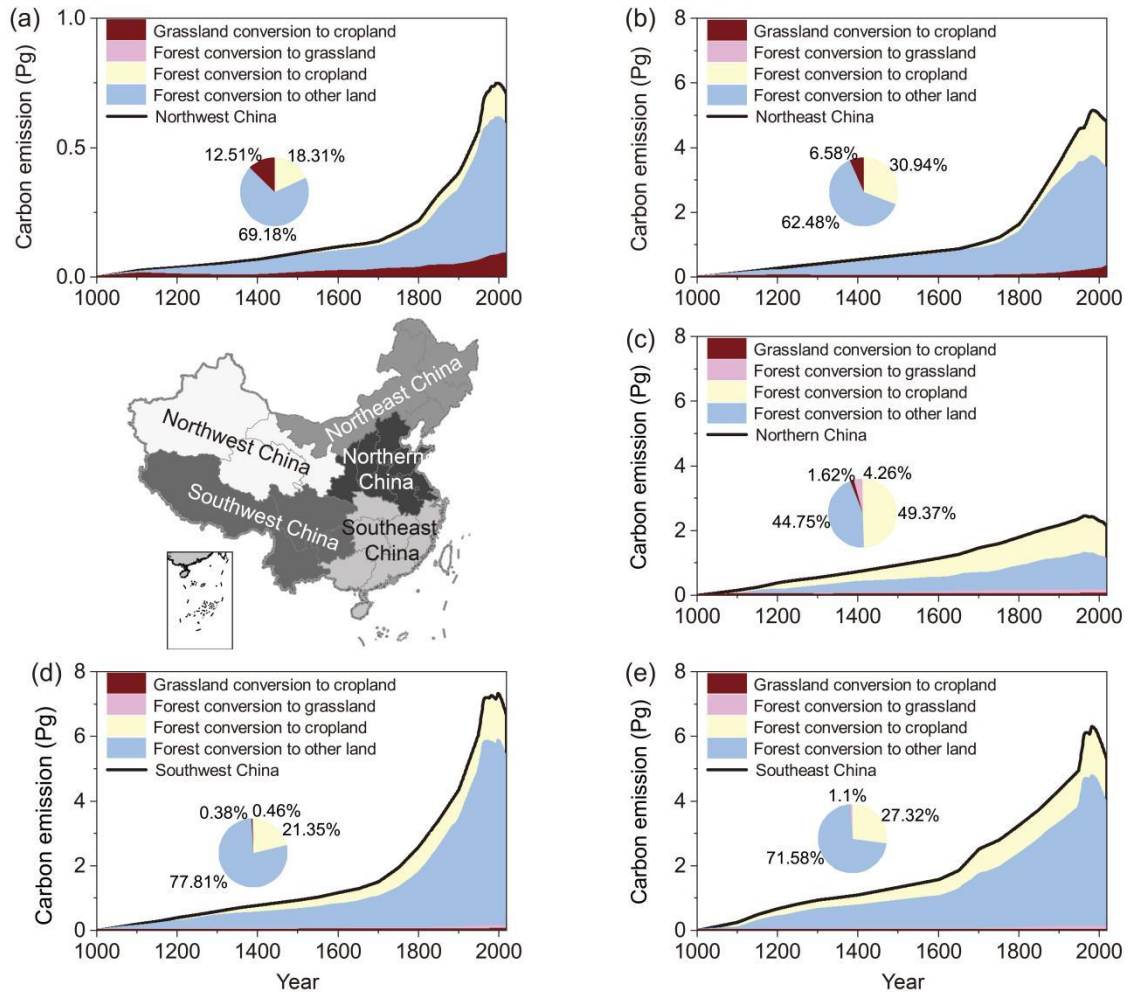 (a)
Carbon emission (Pg)
1.0
0.5
0.0
Grassland conversion to cropland
Forest conversion to grassland
Forest conversion to cropland
Forest conversion to other land
Northwest China
12.51%
18.31%
69.18%
1000 1200 1400 1600 1800 2000
(b)
Carbon emission (Pg)
8
6
4
2
0
Grassland conversion to cropland
Forest conversion to grassland
Forest conversion to cropland
Forest conversion to other land
Northeast China
6.58%
30.94%
62.48%
1000 1200 1400 1600 1800 2000
Northeast China
Northwest China
Northern
China
Southwest China
Southeast
China
(c)
Carbon emission (Pg)
8
6
4
2
0
Grassland conversion to cropland
Forest conversion to grassland
Forest conversion to cropland
Forest conversion to other land
Northern China
1.62%
4.26%
44.75%
49.37%
1000 1200 1400 1600 1800 2000
(d)
Carbon emission (Pg)
8
6
4
2
0
Grassland conversion to cropland
Forest conversion to grassland
Forest conversion to cropland
Forest conversion to other land
Southwest China
0.38%
0.46%
21.35%
77.81%
1000 1200 1400 1600 1800 2000
Year
(e)
Carbon emission (Pg)
8
6
4
2
0
Grassland conversion to cropland
Forest conversion to grassland
Forest conversion to cropland
Forest conversion to other land
Southeast China
1.1%
27.32%
71.58%
1000 1200 1400 1600 1800 2000
Year